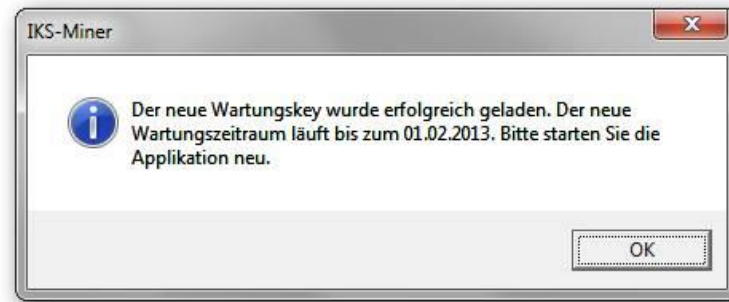 IKS-Miner
Der neue Wartungskey wurde erfolgreich geladen. Der neue
Wartungszeitraum läuft bis zum 01.02.2013. Bitte starten Sie die
Applikation neu.
OK